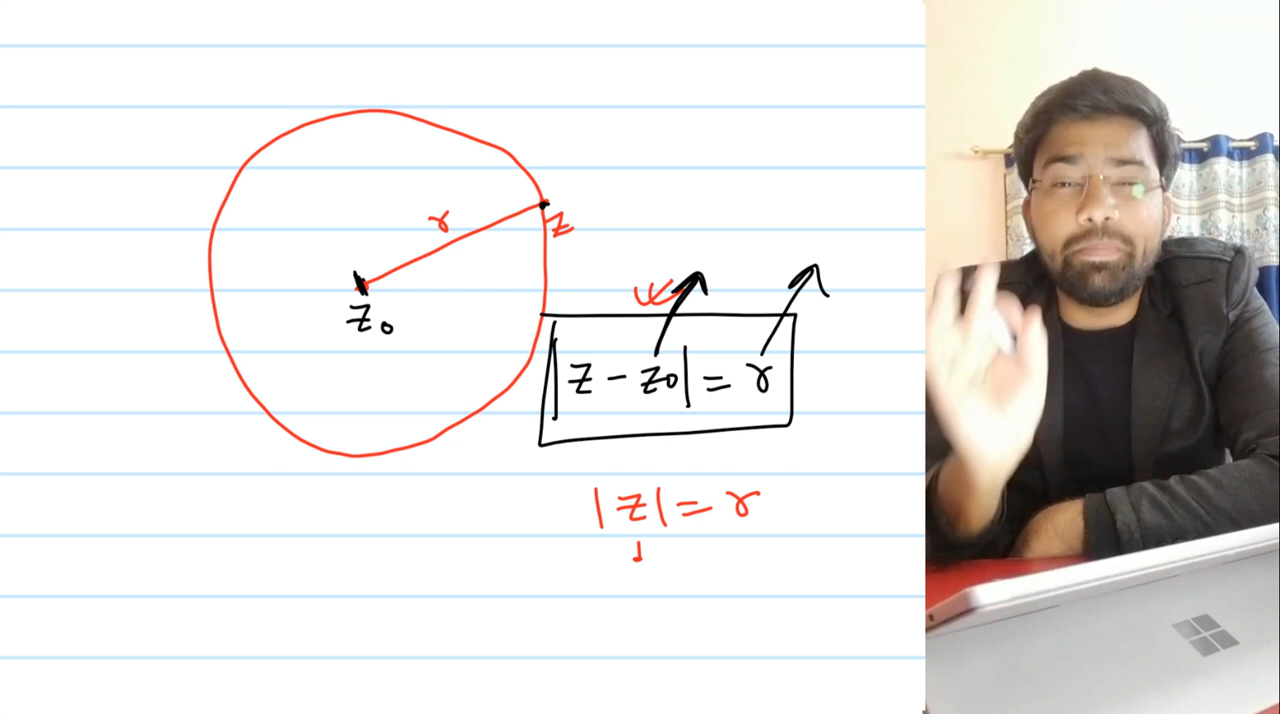 r
z
z₀
|z - z₀| = r
|z| = r